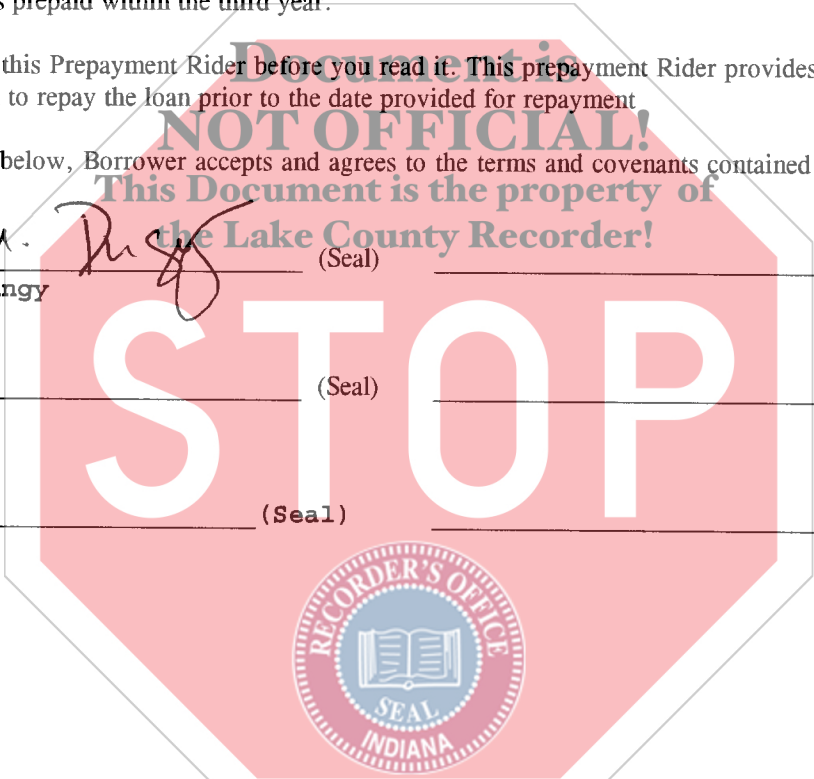 s prepaid within the third year.
Document is
this Prepayment Rider before you read it. This prepayment Rider provides
to repay the loan prior to the date provided for repayment
NOT OFFICIAL!
below, Borrower accepts and agrees to the terms and covenants contained
This Document is the property of
the Lake County Recorder!
(Seal)
ngy
STOP
(Seal)
(Seal)
RECORDER'S OFFICE
SEAL
INDIANA